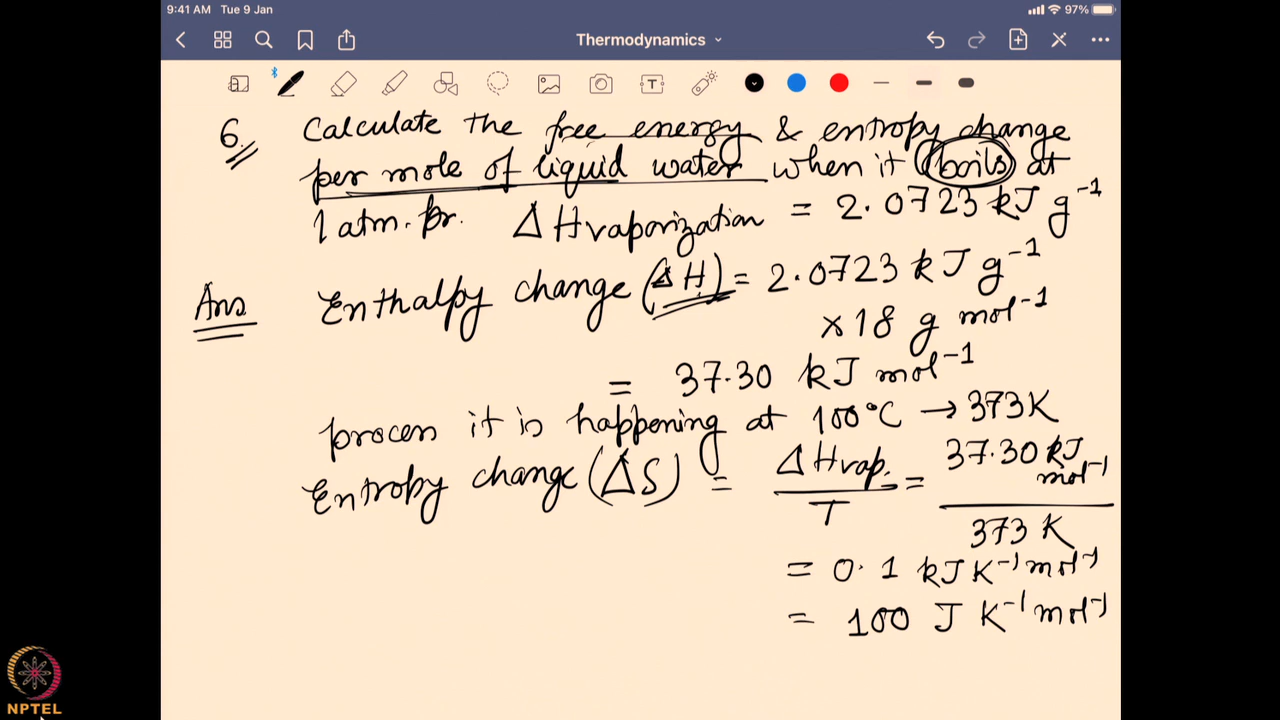 9:41 AM Tue 9 Jan
97%
Thermodynamics
T
6. Calculate the free energy & entropy change
per mole of liquid water when it boils at
1 atm. pr. ΔHvaporization = 2.0723 kJ g⁻¹
Ans Enthalpy change (ΔH) = 2.0723 kJ g⁻¹
×18 g mol⁻¹
= 37.30 kJ mol⁻¹
process it is happening at 100°C → 373K
Entropy change (ΔS) = ΔHvap. / T = 37.30 kJ mol⁻¹ / 373 K
= 0.1 kJ K⁻¹ mol⁻¹
= 100 J K⁻¹ mol⁻¹
NPTEL